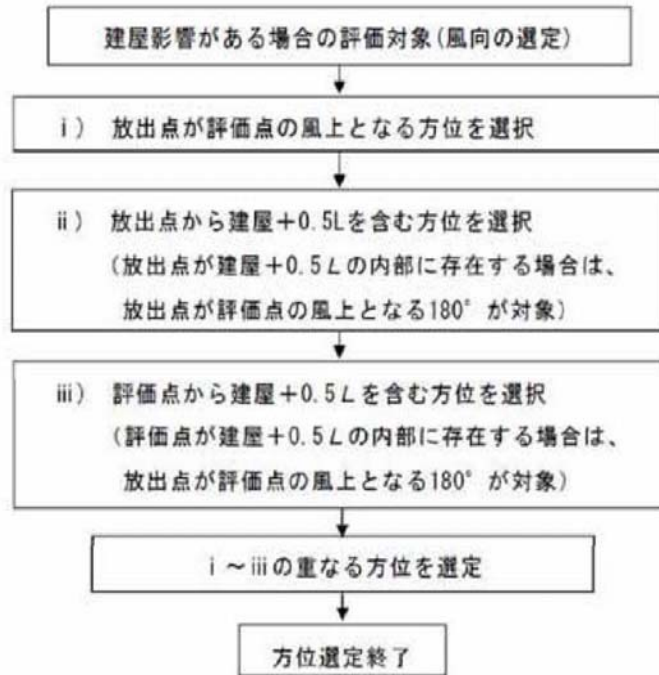 建屋影響がある場合の評価対象(風向の選定)
ⅰ) 放出点が評価点の風上となる方位を選択
ⅱ) 放出点から建屋+0.5Lを含む方位を選択
(放出点が建屋+0.5Lの内部に存在する場合は、
放出点が評価点の風上となる180°が対象)
ⅲ) 評価点から建屋+0.5Lを含む方位を選択
(評価点が建屋+0.5Lの内部に存在する場合は、
放出点が評価点の風上となる180°が対象)
ⅰ～ⅲの重なる方位を選定
方位選定終了